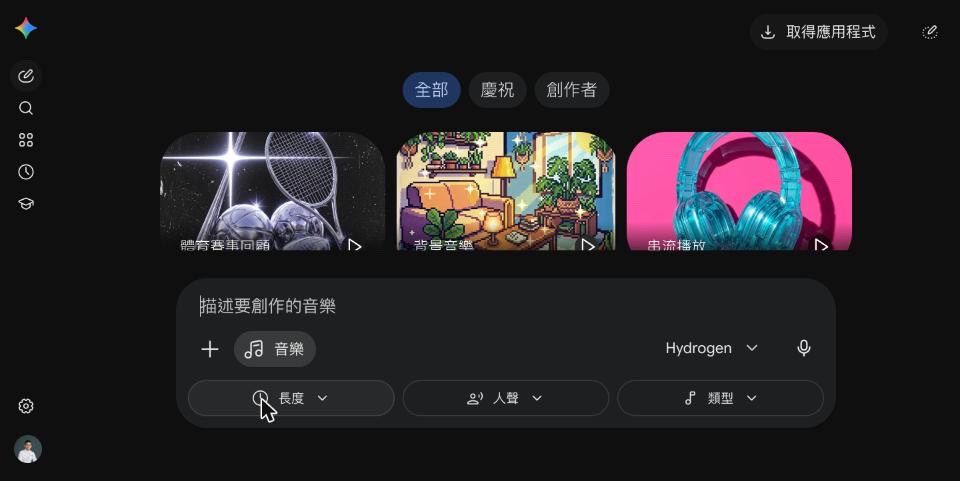 取得應用程式
全部
慶祝
創作者
體育賽事回顧
背景音樂
串流播放
描述要創作的音樂
音樂
Hydrogen
長度
人聲
類型